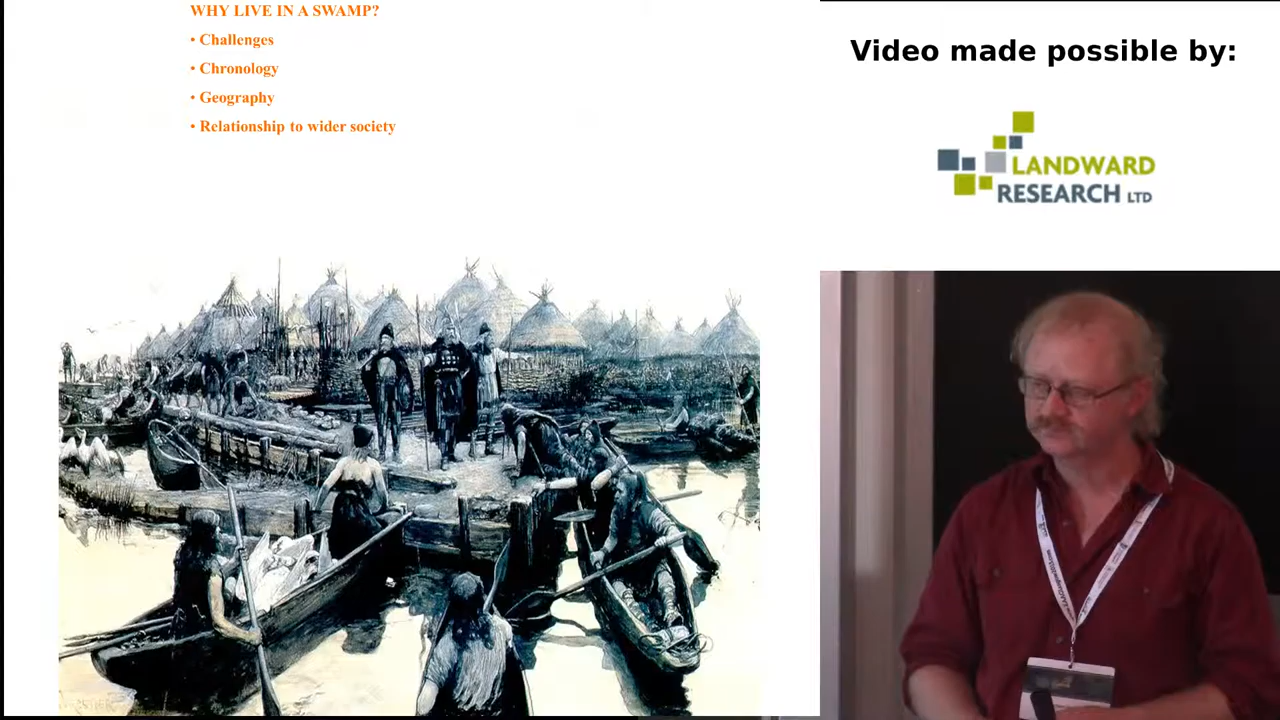 WHY LIVE IN A SWAMP?
• Challenges
• Chronology
• Geography
• Relationship to wider society
Video made possible by:
LANDWARD
RESEARCH LTD